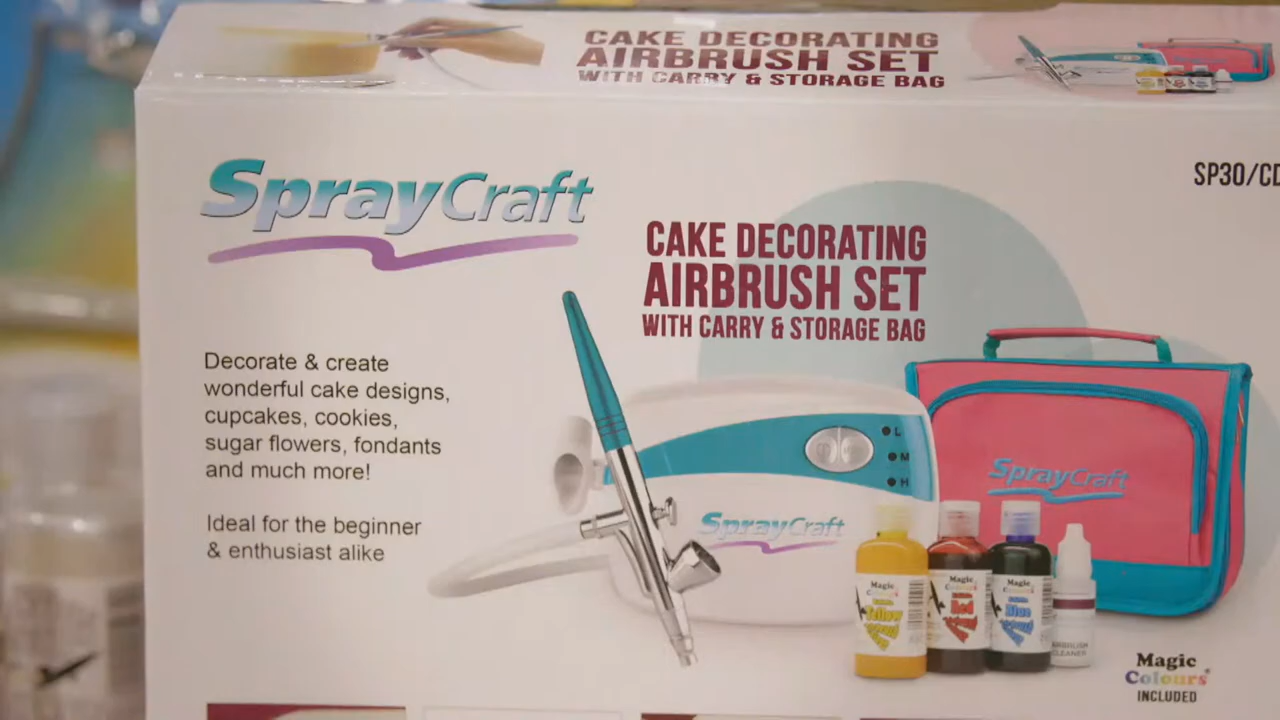 CAKE DECORATING
AIRBRUSH SET
WITH CARRY & STORAGE BAG
SprayCraft
SP30/CD
CAKE DECORATING
AIRBRUSH SET
WITH CARRY & STORAGE BAG
Decorate & create
wonderful cake designs,
cupcakes, cookies,
sugar flowers, fondants
and much more!
Ideal for the beginner
& enthusiast alike
L
M
H
SprayCraft
SprayCraft
Magic
Colours
Yellow
Magic
Colours
Red
Magic
Colours
Blue
AIRBRUSH
CLEANER
Magic
Colours
INCLUDED